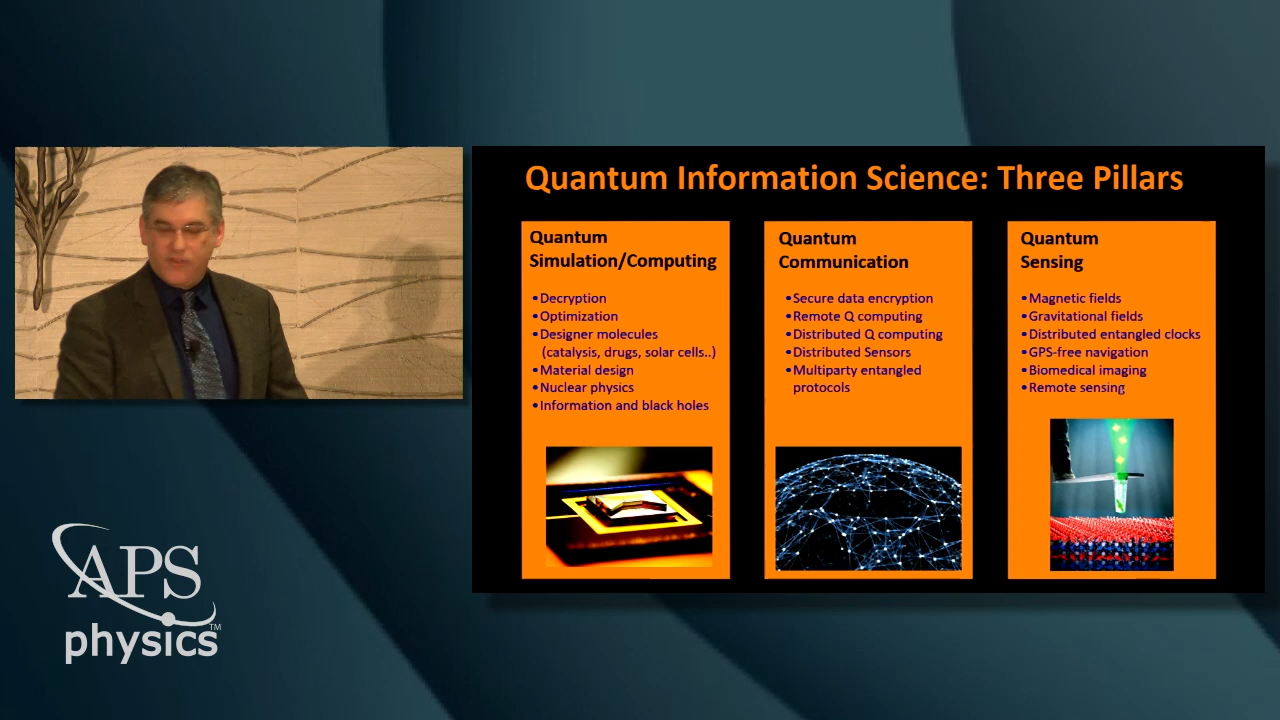 Quantum Information Science: Three Pillars
Quantum
Simulation/Computing
•Decryption
•Optimization
•Designer molecules
(catalysis, drugs, solar cells..)
•Material design
•Nuclear physics
•Information and black holes
Quantum
Communication
•Secure data encryption
•Remote Q computing
•Distributed Q computing
•Distributed Sensors
•Multiparty entangled
protocols
Quantum
Sensing
•Magnetic fields
•Gravitational fields
•Distributed entangled clocks
•GPS-free navigation
•Biomedical imaging
•Remote sensing
APS
physics™